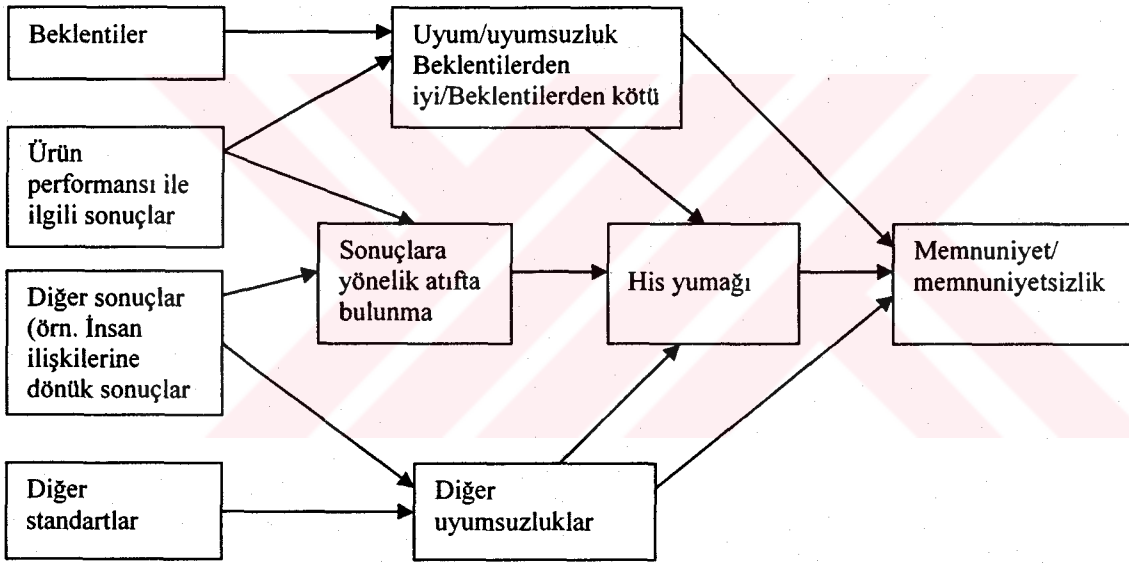 Beklentiler
Uyum/uyumsuzluk
Beklentilerden
iyi/Beklentilerden kötü
Ürün
performansı ile
ilgili sonuçlar
Sonuçlara
yönelik atıfta
bulunma
His yumağı
Memnuniyet/
memnuniyetsizlik
Diğer sonuçlar
(örn. İnsan
ilişkilerine
dönük sonuçlar
Diğer
standartlar
Diğer
uyumsuzluklar